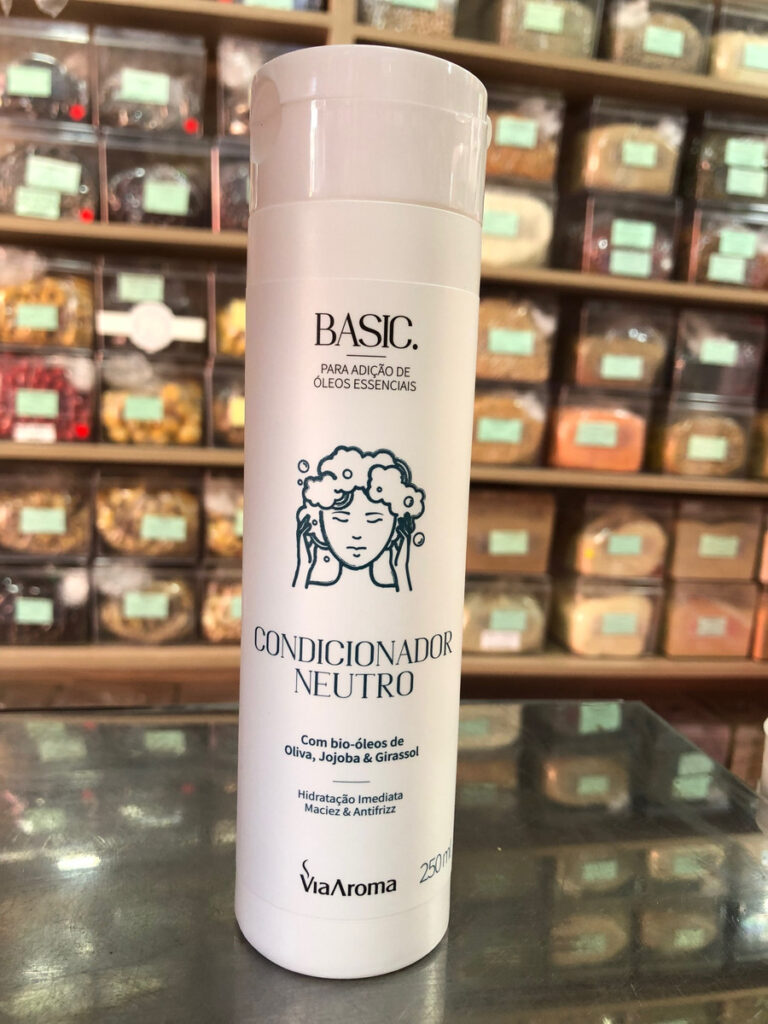 BASIC.
PARA ADIÇÃO DE
ÓLEOS ESSENCIAIS
CONDICIONADOR
NEUTRO
Com bio-óleos de
Oliva, Jojoba & Girassol
Hidratação Imediata
Maciez & Antifrizz
ViaAroma
250 ml